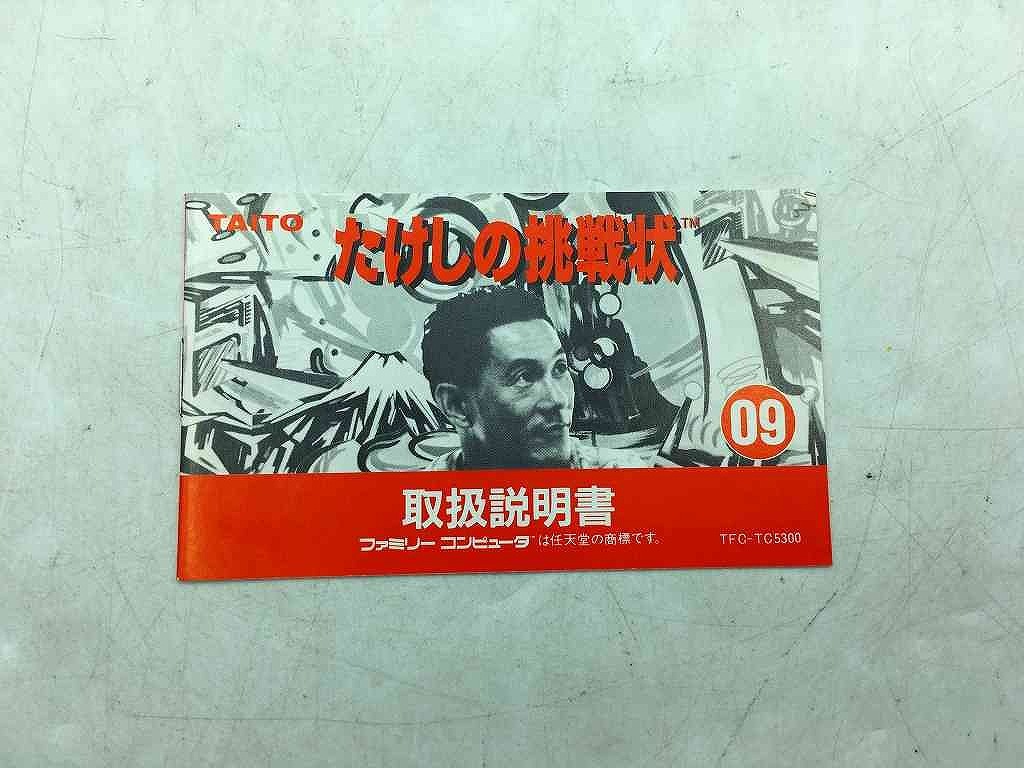 TAITO
たけしの挑戦状™
09
取扱説明書
ファミリー コンピュータ™は任天堂の商標です。
TFC-TC5300